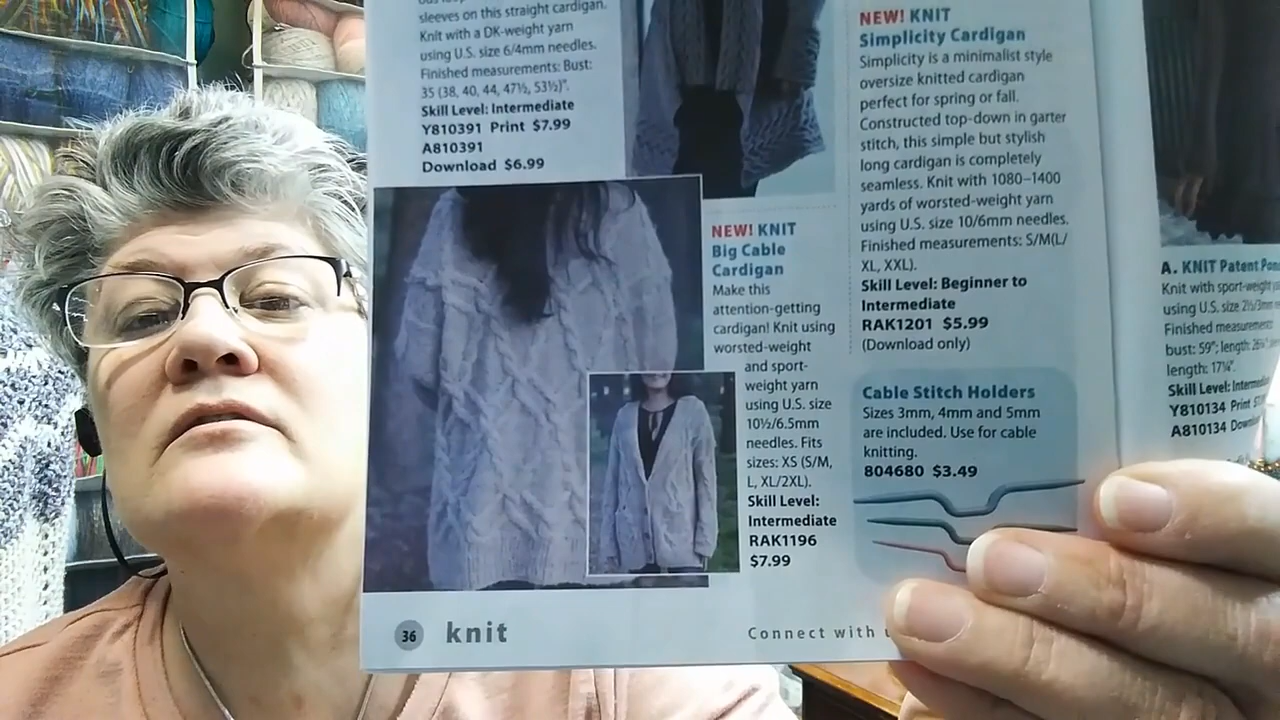 sleeves on this straight cardigan.
Knit with a DK-weight yarn
using U.S. size 6/4mm needles.
Finished measurements: Bust:
35 (38, 40, 44, 47½, 53½)".
Skill Level: Intermediate
Y810391 Print $7.99
A810391
Download $6.99
NEW! KNIT
Big Cable
Cardigan
Make this
attention-getting
cardigan! Knit using
worsted-weight
and sport-
weight yarn
using U.S. size
10½/6.5mm
needles. Fits
sizes: XS (S/M,
L, XL/2XL).
Skill Level:
Intermediate
RAK1196
$7.99
NEW! KNIT
Simplicity Cardigan
Simplicity is a minimalist style
oversize knitted cardigan
perfect for spring or fall.
Constructed top-down in garter
stitch, this simple but stylish
long cardigan is completely
seamless. Knit with 1080–1400
yards of worsted-weight yarn
using U.S. size 10/6mm needles.
Finished measurements: S/M(L/
XL, XXL).
Skill Level: Beginner to
Intermediate
RAK1201 $5.99
(Download only)
Cable Stitch Holders
Sizes 3mm, 4mm and 5mm
are included. Use for cable
knitting.
804680 $3.49
36 knit
Connect with
A. KNIT Patent
Knit with sport-weight
using U.S. size
Finished
bust: 59"; length:
length: 17¼".
Skill Level:
Y810134 Print
A810134